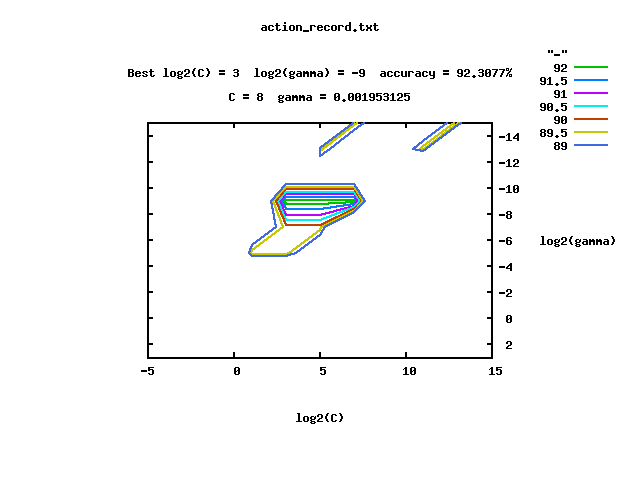 action_record.txt
Best log2(C) = 3  log2(gamma) = -9  accuracy = 92.3077%
C = 8  gamma = 0.001953125
"_"
92
91.5
91
90.5
90
89.5
89
-14
-12
-10
-8
-6
-4
-2
0
2
log2(gamma)
-5 0 5 10 15
log2(C)